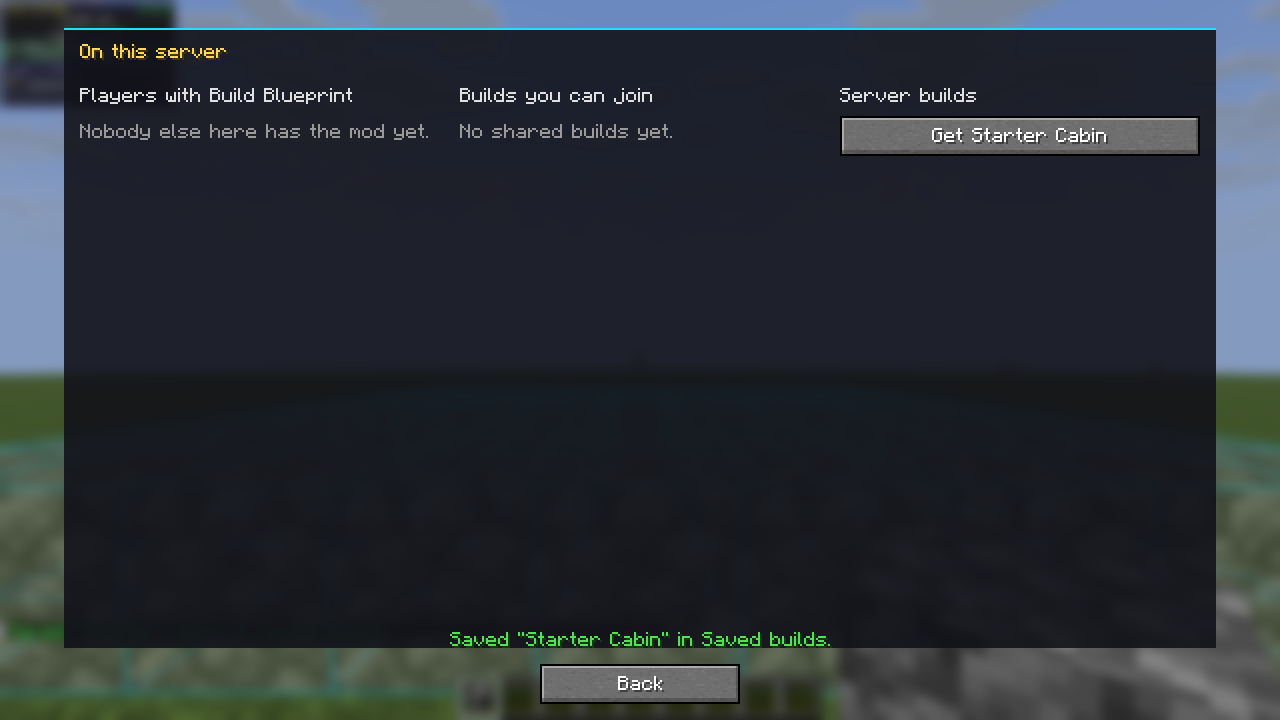 On this server
Players with Build Blueprint
Nobody else here has the mod yet.
Builds you can join
No shared builds yet.
Server builds
Get Starter Cabin
Saved "Starter Cabin" in Saved builds.
Back